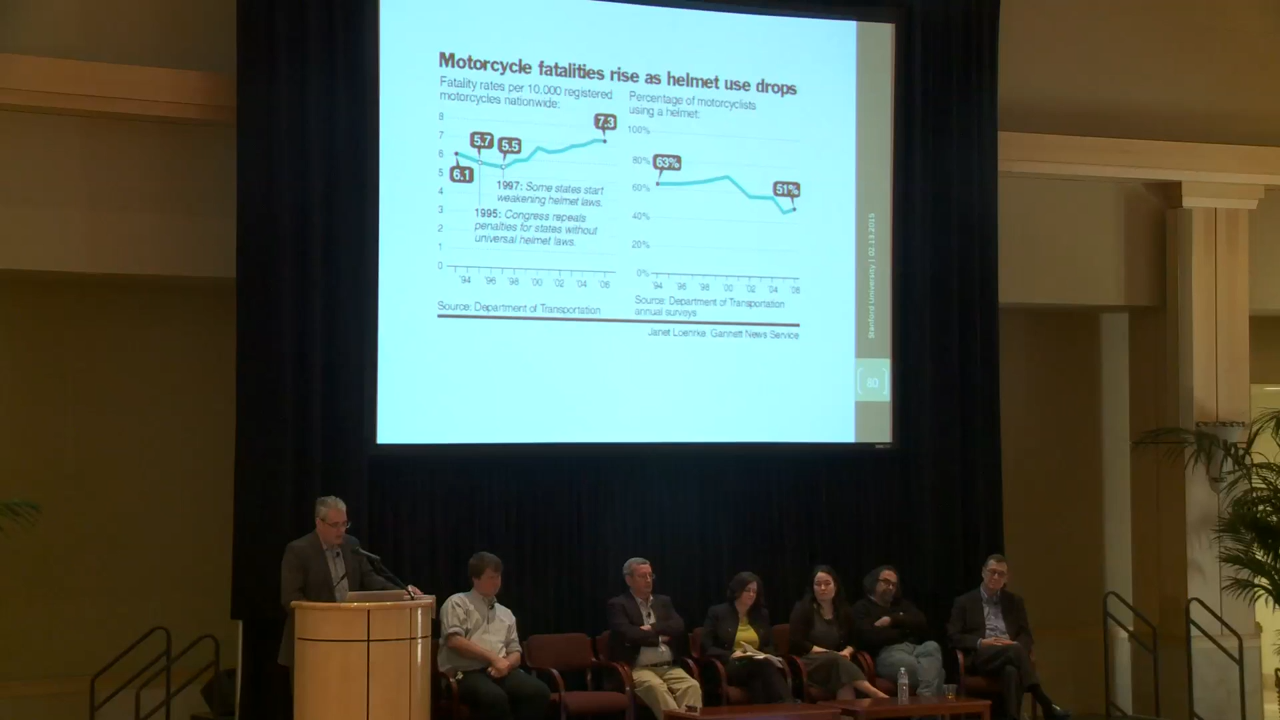 Motorcycle fatalities rise as helmet use drops
Fatality rates per 10,000 registered
motorcycles nationwide:
8
7
6
5
4
3
2
1
0
6.1
5.7
5.5
7.3
1997: Some states start
weakening helmet laws.
1995: Congress repeals
penalties for states without
universal helmet laws.
'94 '96 '98 '00 '02 '04 '06
Source: Department of Transportation
Percentage of motorcyclists
using a helmet:
100%
80%
60%
40%
20%
0%
63%
51%
'94 '96 '98 '00 '02 '04 '06
Source: Department of Transportation
annual surveys
Janet Loehrke, Gannett News Service
Stanford University | 02.19.2015
80